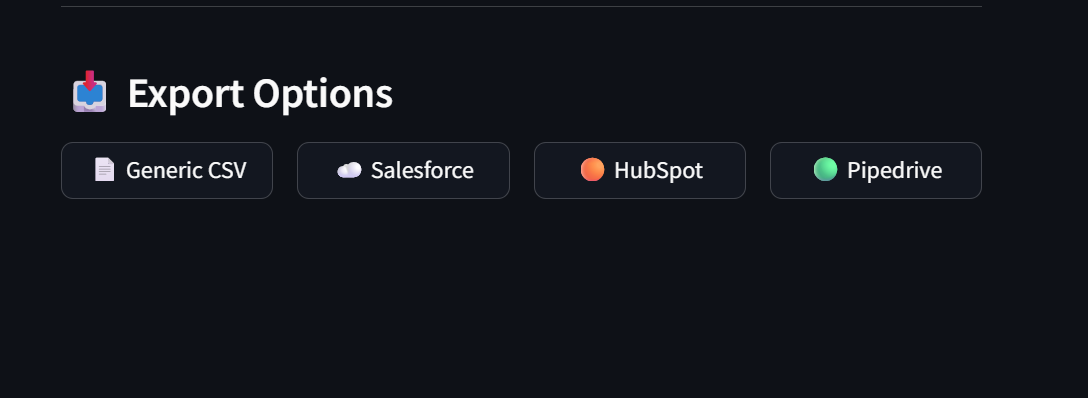 Export Options
Generic CSV
Salesforce
HubSpot
Pipedrive